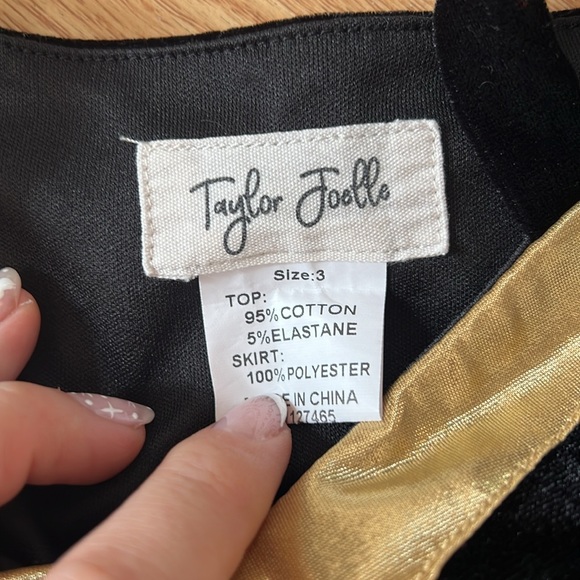 Taylor Joelle
Size:3
TOP:
95%COTTON
5%ELASTANE
SKIRT:
100%POLYESTER
IN CHINA
127465